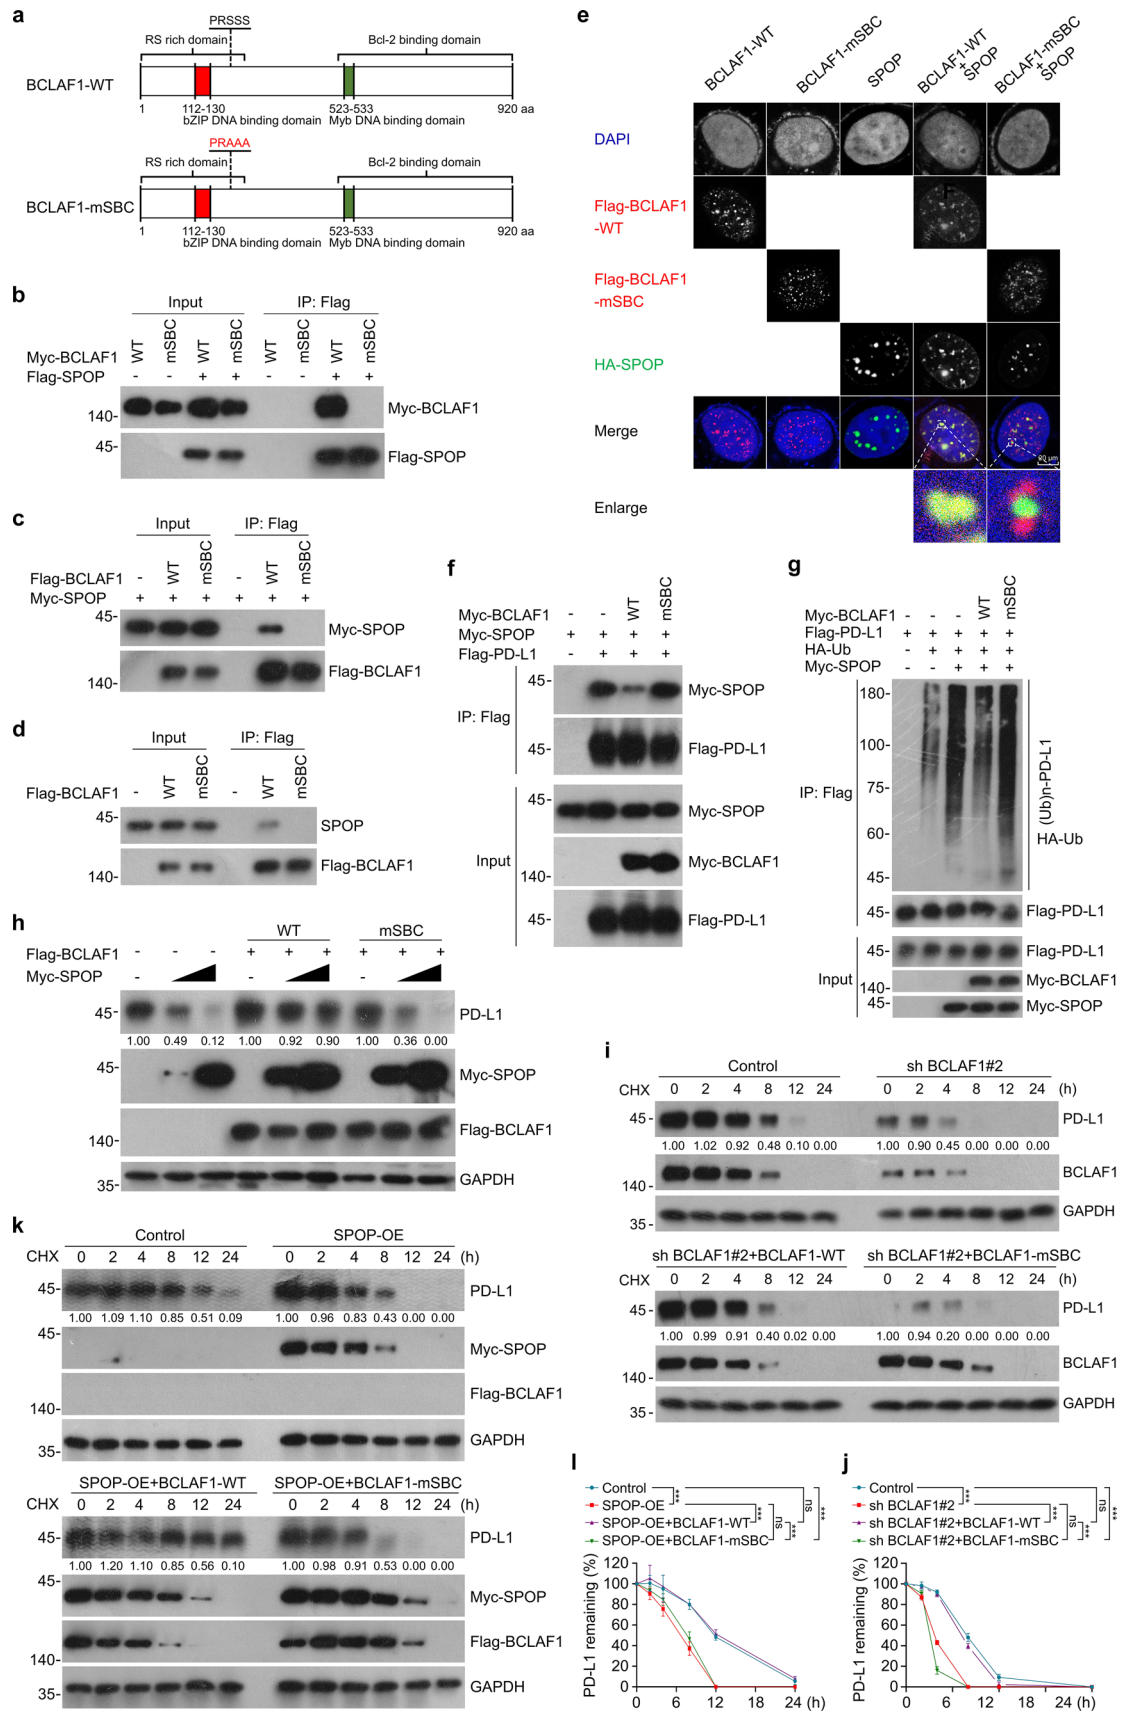 a
PRSSS
RS rich domain
Bcl-2 binding domain
BCLAF1-WT
1
112-130
523-533
920 aa
bZIP DNA binding domain
Myb DNA binding domain
PRAAA
RS rich domain
Bcl-2 binding domain
BCLAF1-mSBC
1
112-130
523-533
920 aa
bZIP DNA binding domain
Myb DNA binding domain
b
Input
IP: Flag
Myc-BCLAF1 WT mSBC WT mSBC WT mSBC WT mSBC
Flag-SPOP - - + + - - + +
140- Myc-BCLAF1
45- Flag-SPOP
c
Input
IP: Flag
Flag-BCLAF1 - WT mSBC - WT mSBC
Myc-SPOP + + + + + +
45- Myc-SPOP
140- Flag-BCLAF1
d
Input
IP: Flag
Flag-BCLAF1 - WT mSBC - WT mSBC
45- SPOP
140- Flag-BCLAF1
e
BCLAF1-WT
BCLAF1-mSBC
SPOP
BCLAF1-WT
+
SPOP
BCLAF1-mSBC
+
SPOP
DAPI
Flag-BCLAF1
-WT
F
Flag-BCLAF1
-mSBC
HA-SPOP
Merge
20 μm
Enlarge
f
Myc-BCLAF1 - - WT mSBC
Myc-SPOP + + + +
Flag-PD-L1 - + + +
IP: Flag
45- Myc-SPOP
45- Flag-PD-L1
Input
45- Myc-SPOP
140- Myc-BCLAF1
45- Flag-PD-L1
g
Myc-BCLAF1 - - - WT mSBC
Flag-PD-L1 + + + + +
HA-Ub - + + + +
Myc-SPOP - - + + +
IP: Flag
180-
100-
75-
60-
45-
(Ub)n-PD-L1
HA-Ub
45- Flag-PD-L1
Input
45- Flag-PD-L1
140- Myc-BCLAF1
45- Myc-SPOP
h
WT
mSBC
Flag-BCLAF1 - - - + + + + + +
Myc-SPOP - - -
45- PD-L1
1.00 0.49 0.12 1.00 0.92 0.90 1.00 0.36 0.00
45- Myc-SPOP
140- Flag-BCLAF1
35- GAPDH
i
Control
sh BCLAF1#2
CHX 0 2 4 8 12 24 0 2 4 8 12 24 (h)
45- PD-L1
1.00 1.02 0.92 0.48 0.10 0.00 1.00 0.90 0.45 0.00 0.00 0.00
140- BCLAF1
35- GAPDH
sh BCLAF1#2+BCLAF1-WT
sh BCLAF1#2+BCLAF1-mSBC
CHX 0 2 4 8 12 24 0 2 4 8 12 24 (h)
45- PD-L1
1.00 0.99 0.91 0.40 0.02 0.00 1.00 0.94 0.20 0.00 0.00 0.00
140- BCLAF1
35- GAPDH
k
Control
SPOP-OE
CHX 0 2 4 8 12 24 0 2 4 8 12 24 (h)
45- PD-L1
1.00 1.09 1.10 0.85 0.51 0.09 1.00 0.96 0.83 0.43 0.00 0.00
45- Myc-SPOP
140- Flag-BCLAF1
35- GAPDH
SPOP-OE+BCLAF1-WT
SPOP-OE+BCLAF1-mSBC
CHX 0 2 4 8 12 24 0 2 4 8 12 24 (h)
45- PD-L1
1.00 1.20 1.10 0.85 0.56 0.10 1.00 0.98 0.91 0.53 0.00 0.00
45- Myc-SPOP
140- Flag-BCLAF1
35- GAPDH
l
Control
SPOP-OE
SPOP-OE+BCLAF1-WT
SPOP-OE+BCLAF1-mSBC
*** *** ns *** ns ***
PD-L1 remaining (%)
120
100
80
60
40
20
0
0 6 12 18 24 (h)
j
Control
sh BCLAF1#2
sh BCLAF1#2+BCLAF1-WT
sh BCLAF1#2+BCLAF1-mSBC
*** *** ns *** ns ***
PD-L1 remaining (%)
120
100
80
60
40
20
0
0 6 12 18 24 (h)